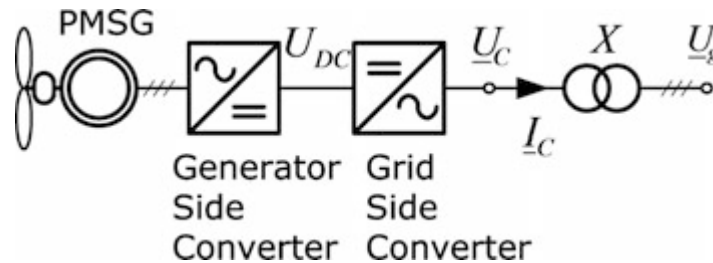 PMSG
U_DC
U_C
X
U_g
I_C
Generator
Side
Converter
Grid
Side
Converter